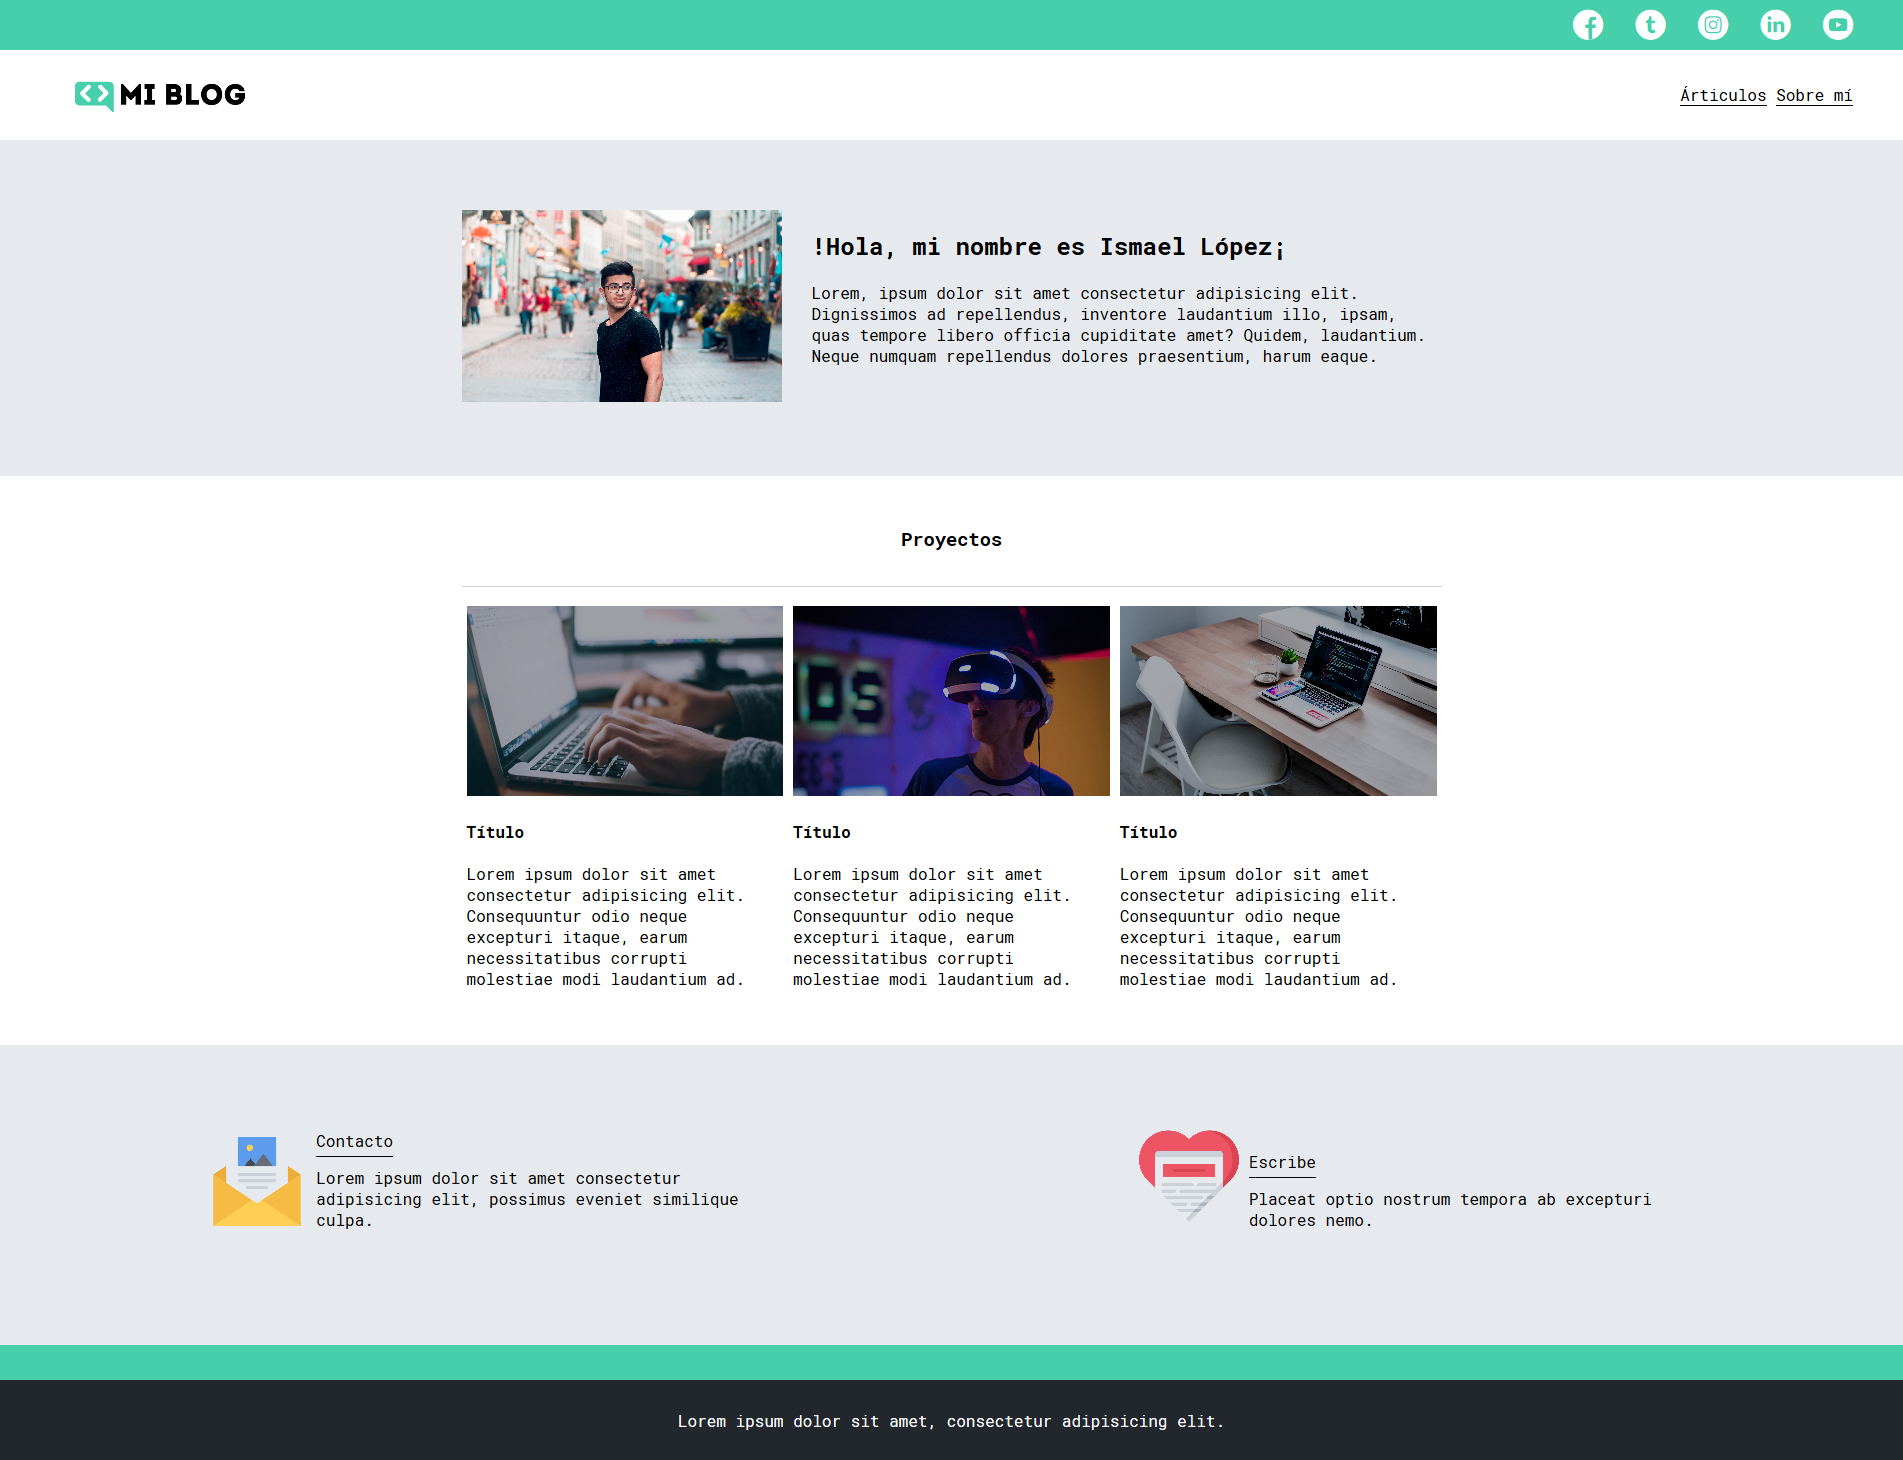 MI BLOG
Árticulos Sobre mí
!Hola, mi nombre es Ismael López¡
Lorem, ipsum dolor sit amet consectetur adipisicing elit.
Dignissimos ad repellendus, inventore laudantium illo, ipsam,
quas tempore libero officia cupiditate amet? Quidem, laudantium.
Neque numquam repellendus dolores praesentium, harum eaque.
Proyectos
Título
Lorem ipsum dolor sit amet
consectetur adipisicing elit.
Consequuntur odio neque
excepturi itaque, earum
necessitatibus corrupti
molestiae modi laudantium ad.
Título
Lorem ipsum dolor sit amet
consectetur adipisicing elit.
Consequuntur odio neque
excepturi itaque, earum
necessitatibus corrupti
molestiae modi laudantium ad.
Título
Lorem ipsum dolor sit amet
consectetur adipisicing elit.
Consequuntur odio neque
excepturi itaque, earum
necessitatibus corrupti
molestiae modi laudantium ad.
Contacto
Lorem ipsum dolor sit amet consectetur
adipisicing elit, possimus eveniet similique
culpa.
Escribe
Placeat optio nostrum tempora ab excepturi
dolores nemo.
Lorem ipsum dolor sit amet, consectetur adipisicing elit.